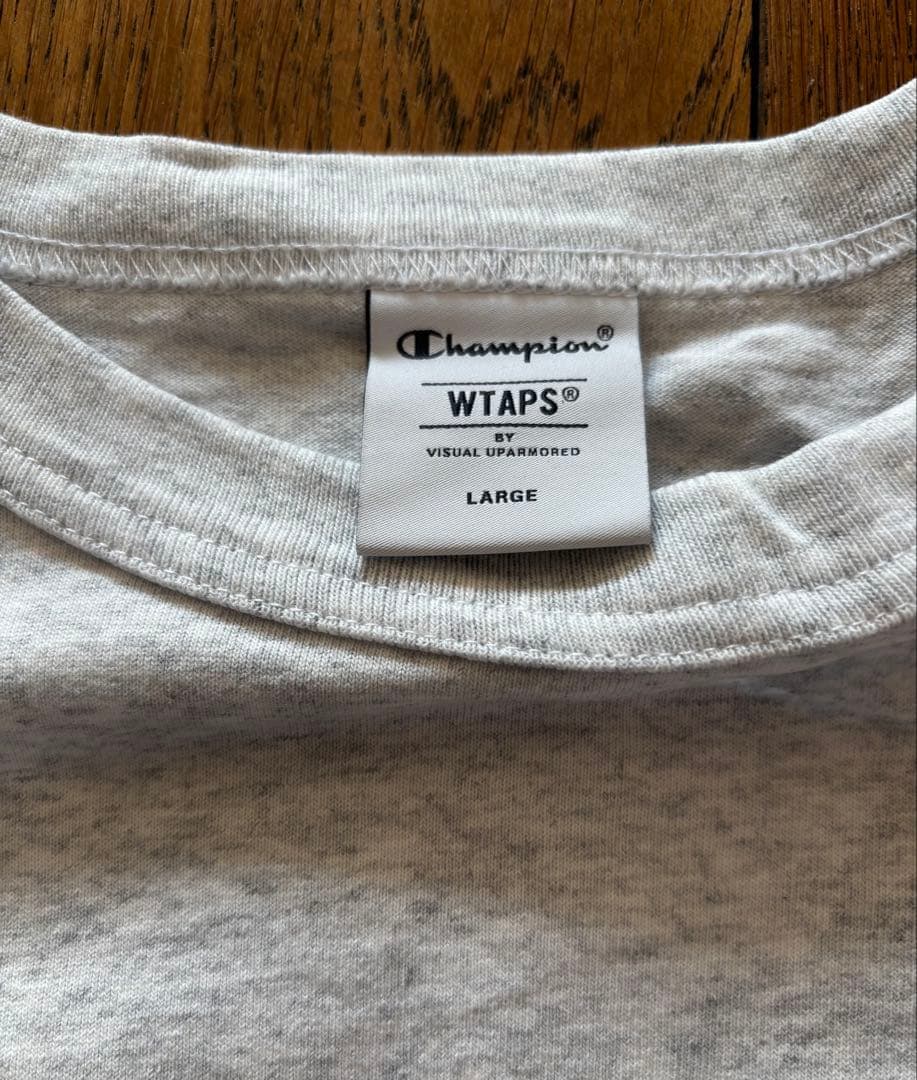 Champion®
WTAPS®
BY
VISUAL UPARMORED
LARGE